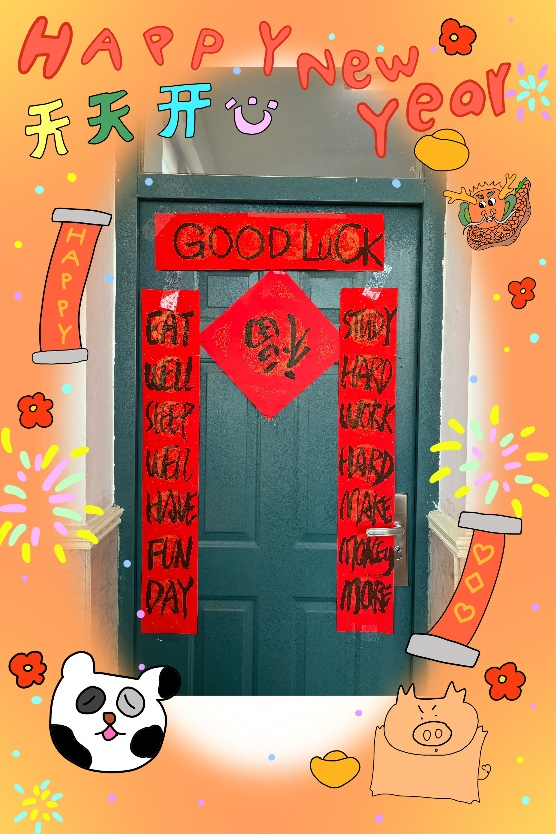 HAPPY New Year
天天开
HAPPY
GOOD LUCK
福
STUDY
HARD
WORK
HARD
MAKE
MONEY
MORE
EAT
WELL
SLEEP
WELL
HAVE
FUN
DAY